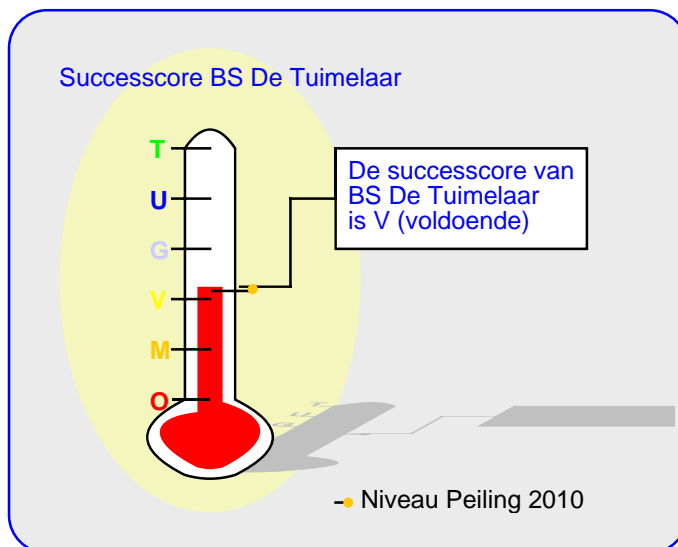 Successcore BS De Tuimelaar
T
De successcore van
BS De Tuimelaar
is V (voldoende)
U
G
V
M
O
Niveau Peiling 2010